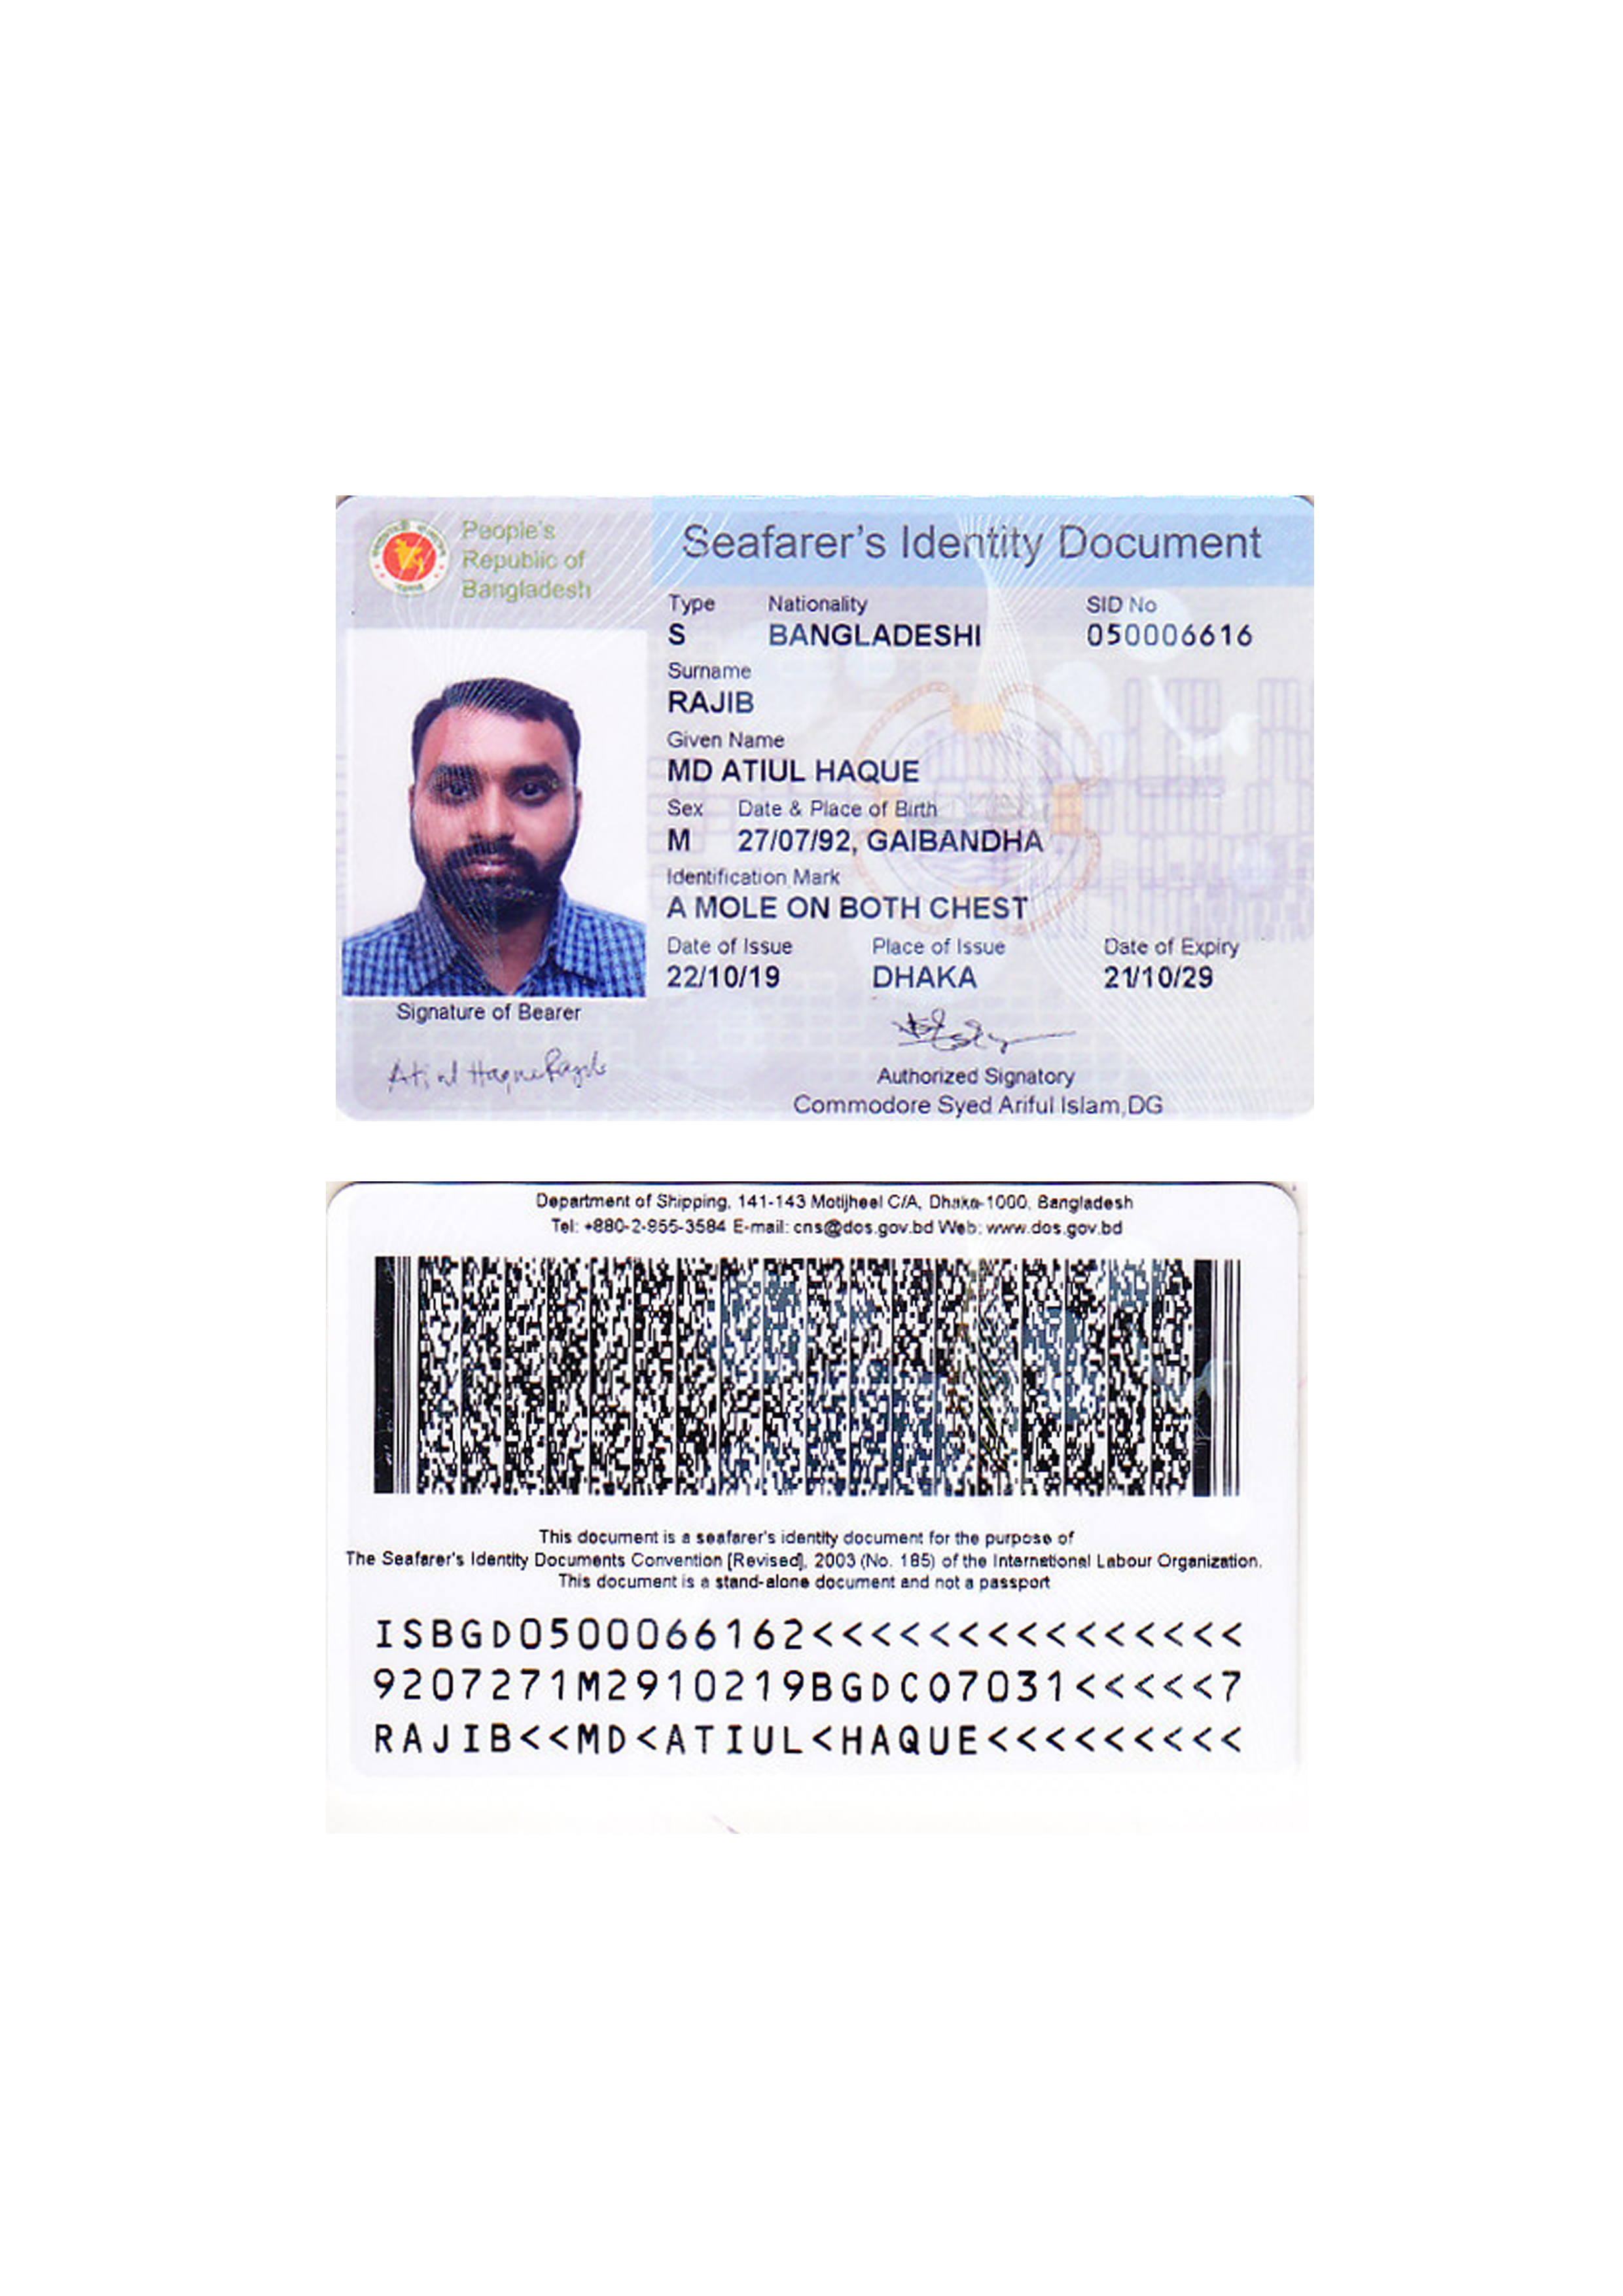 People's
Republic of
Bangladesh
Seafarer's Identity Document
Type Nationality SID No
S BANGLADESHI 050006616
Surname
RAJIB
Given Name
MD ATIUL HAQUE
Sex Date & Place of Birth
M 27/07/92, GAIBANDHA
Identification Mark
A MOLE ON BOTH CHEST
Date of Issue Place of Issue Date of Expiry
22/10/19 DHAKA 21/10/29
Signature of Bearer
Atiul Haque Rajib
Authorized Signatory
Commodore Syed Ariful Islam,DG
Department of Shipping, 141-143 Motijheel C/A, Dhaka-1000, Bangladesh
Tel: +880-2-955-3584 E-mail: cns@dos.gov.bd Web: www.dos.gov.bd
This document is a seafarer's identity document for the purpose of
The Seafarer's Identity Documents Convention [Revised], 2003 (No. 185) of the International Labour Organization.
This document is a stand-alone document and not a passport
ISBGD0500066162<<<<<<<<<<<<<<<
9207271M2910219BGDC07031<<<<<7
RAJIB<<MD<ATIUL<HAQUE<<<<<<<<<